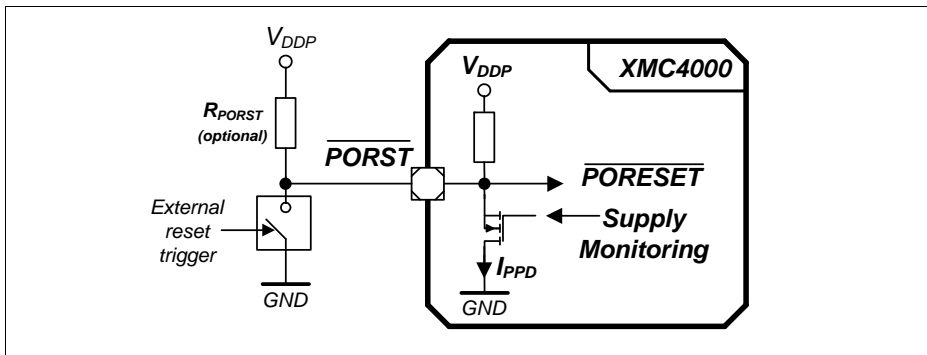 V_DDP
R_PORST
(optional)
PORST
External
reset
trigger
GND
XMC4000
V_DDP
PORESET
Supply
Monitoring
I_PPD
GND